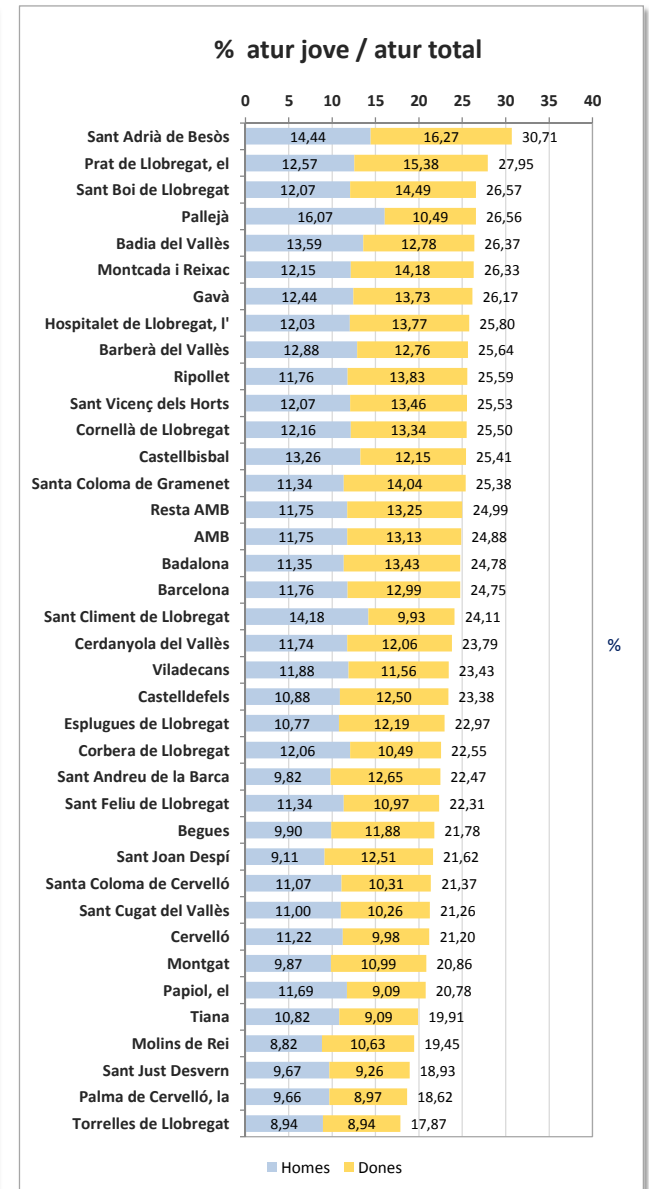 % atur jove / atur total
0 5 10 15 20 25 30 35 40
Sant Adrià de Besòs 14,44 16,27 30,71
Prat de Llobregat, el 12,57 15,38 27,95
Sant Boi de Llobregat 12,07 14,49 26,57
Pallejà 16,07 10,49 26,56
Badia del Vallès 13,59 12,78 26,37
Montcada i Reixac 12,15 14,18 26,33
Gavà 12,44 13,73 26,17
Hospitalet de Llobregat, l' 12,03 13,77 25,80
Barberà del Vallès 12,88 12,76 25,64
Ripollet 11,76 13,83 25,59
Sant Vicenç dels Horts 12,07 13,46 25,53
Cornellà de Llobregat 12,16 13,34 25,50
Castellbisbal 13,26 12,15 25,41
Santa Coloma de Gramenet 11,34 14,04 25,38
Resta AMB 11,75 13,25 24,99
AMB 11,75 13,13 24,88
Badalona 11,35 13,43 24,78
Barcelona 11,76 12,99 24,75
Sant Climent de Llobregat 14,18 9,93 24,11
Cerdanyola del Vallès 11,74 12,06 23,79 %
Viladecans 11,88 11,56 23,43
Castelldefels 10,88 12,50 23,38
Esplugues de Llobregat 10,77 12,19 22,97
Corbera de Llobregat 12,06 10,49 22,55
Sant Andreu de la Barca 9,82 12,65 22,47
Sant Feliu de Llobregat 11,34 10,97 22,31
Begues 9,90 11,88 21,78
Sant Joan Despí 9,11 12,51 21,62
Santa Coloma de Cervelló 11,07 10,31 21,37
Sant Cugat del Vallès 11,00 10,26 21,26
Cervelló 11,22 9,98 21,20
Montgat 9,87 10,99 20,86
Papiol, el 11,69 9,09 20,78
Tiana 10,82 9,09 19,91
Molins de Rei 8,82 10,63 19,45
Sant Just Desvern 9,67 9,26 18,93
Palma de Cervelló, la 9,66 8,97 18,62
Torrelles de Llobregat 8,94 8,94 17,87
Homes Dones